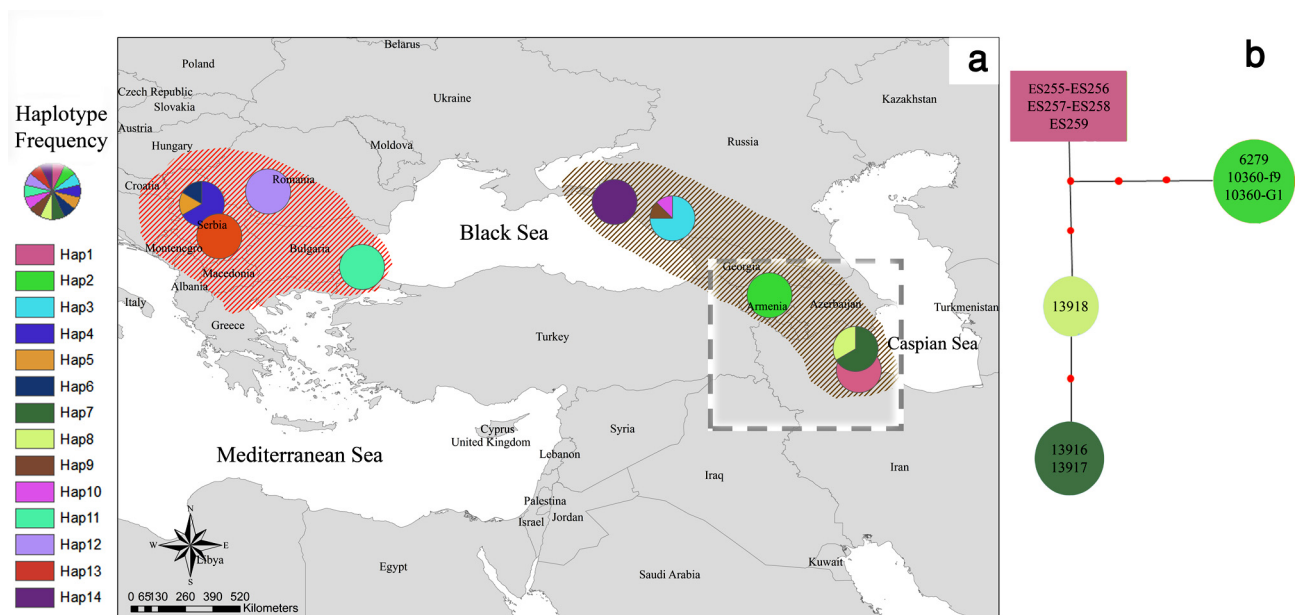 a
b
Haplotype
Frequency
Hap1
Hap2
Hap3
Hap4
Hap5
Hap6
Hap7
Hap8
Hap9
Hap10
Hap11
Hap12
Hap13
Hap14
Belarus
Poland
Czech Republic
Slovakia
Ukraine
Kazakhstan
Austria
Hungary
Moldova
Russia
Croatia
Romania
Serbia
Black Sea
Montenegro
Bulgaria
Macedonia
Albania
Italy
Greece
Georgia
Armenia
Azerbaijan
Turkmenistan
Turkey
Caspian Sea
Cyprus
United Kingdom
Syria
Lebanon
Mediterranean Sea
Iraq
Iran
Palestina
Israel
Jordan
Kuwait
Libya
Egypt
Saudi Arabia
N
W
E
S
0 65130 260 390 520
Kilometers
ES255-ES256
ES257-ES258
ES259
6279
10360-f9
10360-G1
13918
13916
13917